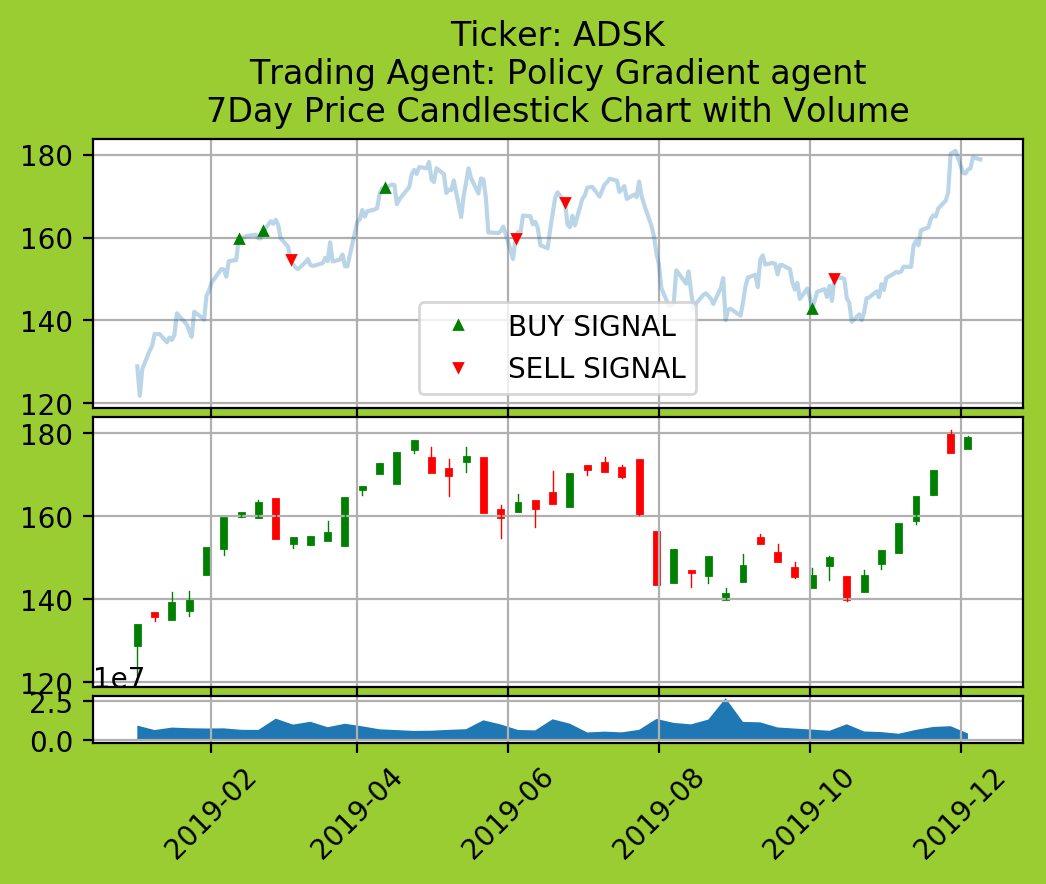 Ticker: ADSK
Trading Agent: Policy Gradient agent
7Day Price Candlestick Chart with Volume
180
160
140
120
BUY SIGNAL
SELL SIGNAL
180
160
140
120
1e7
2.5
0.0
2019-02
2019-04
2019-06
2019-08
2019-10
2019-12